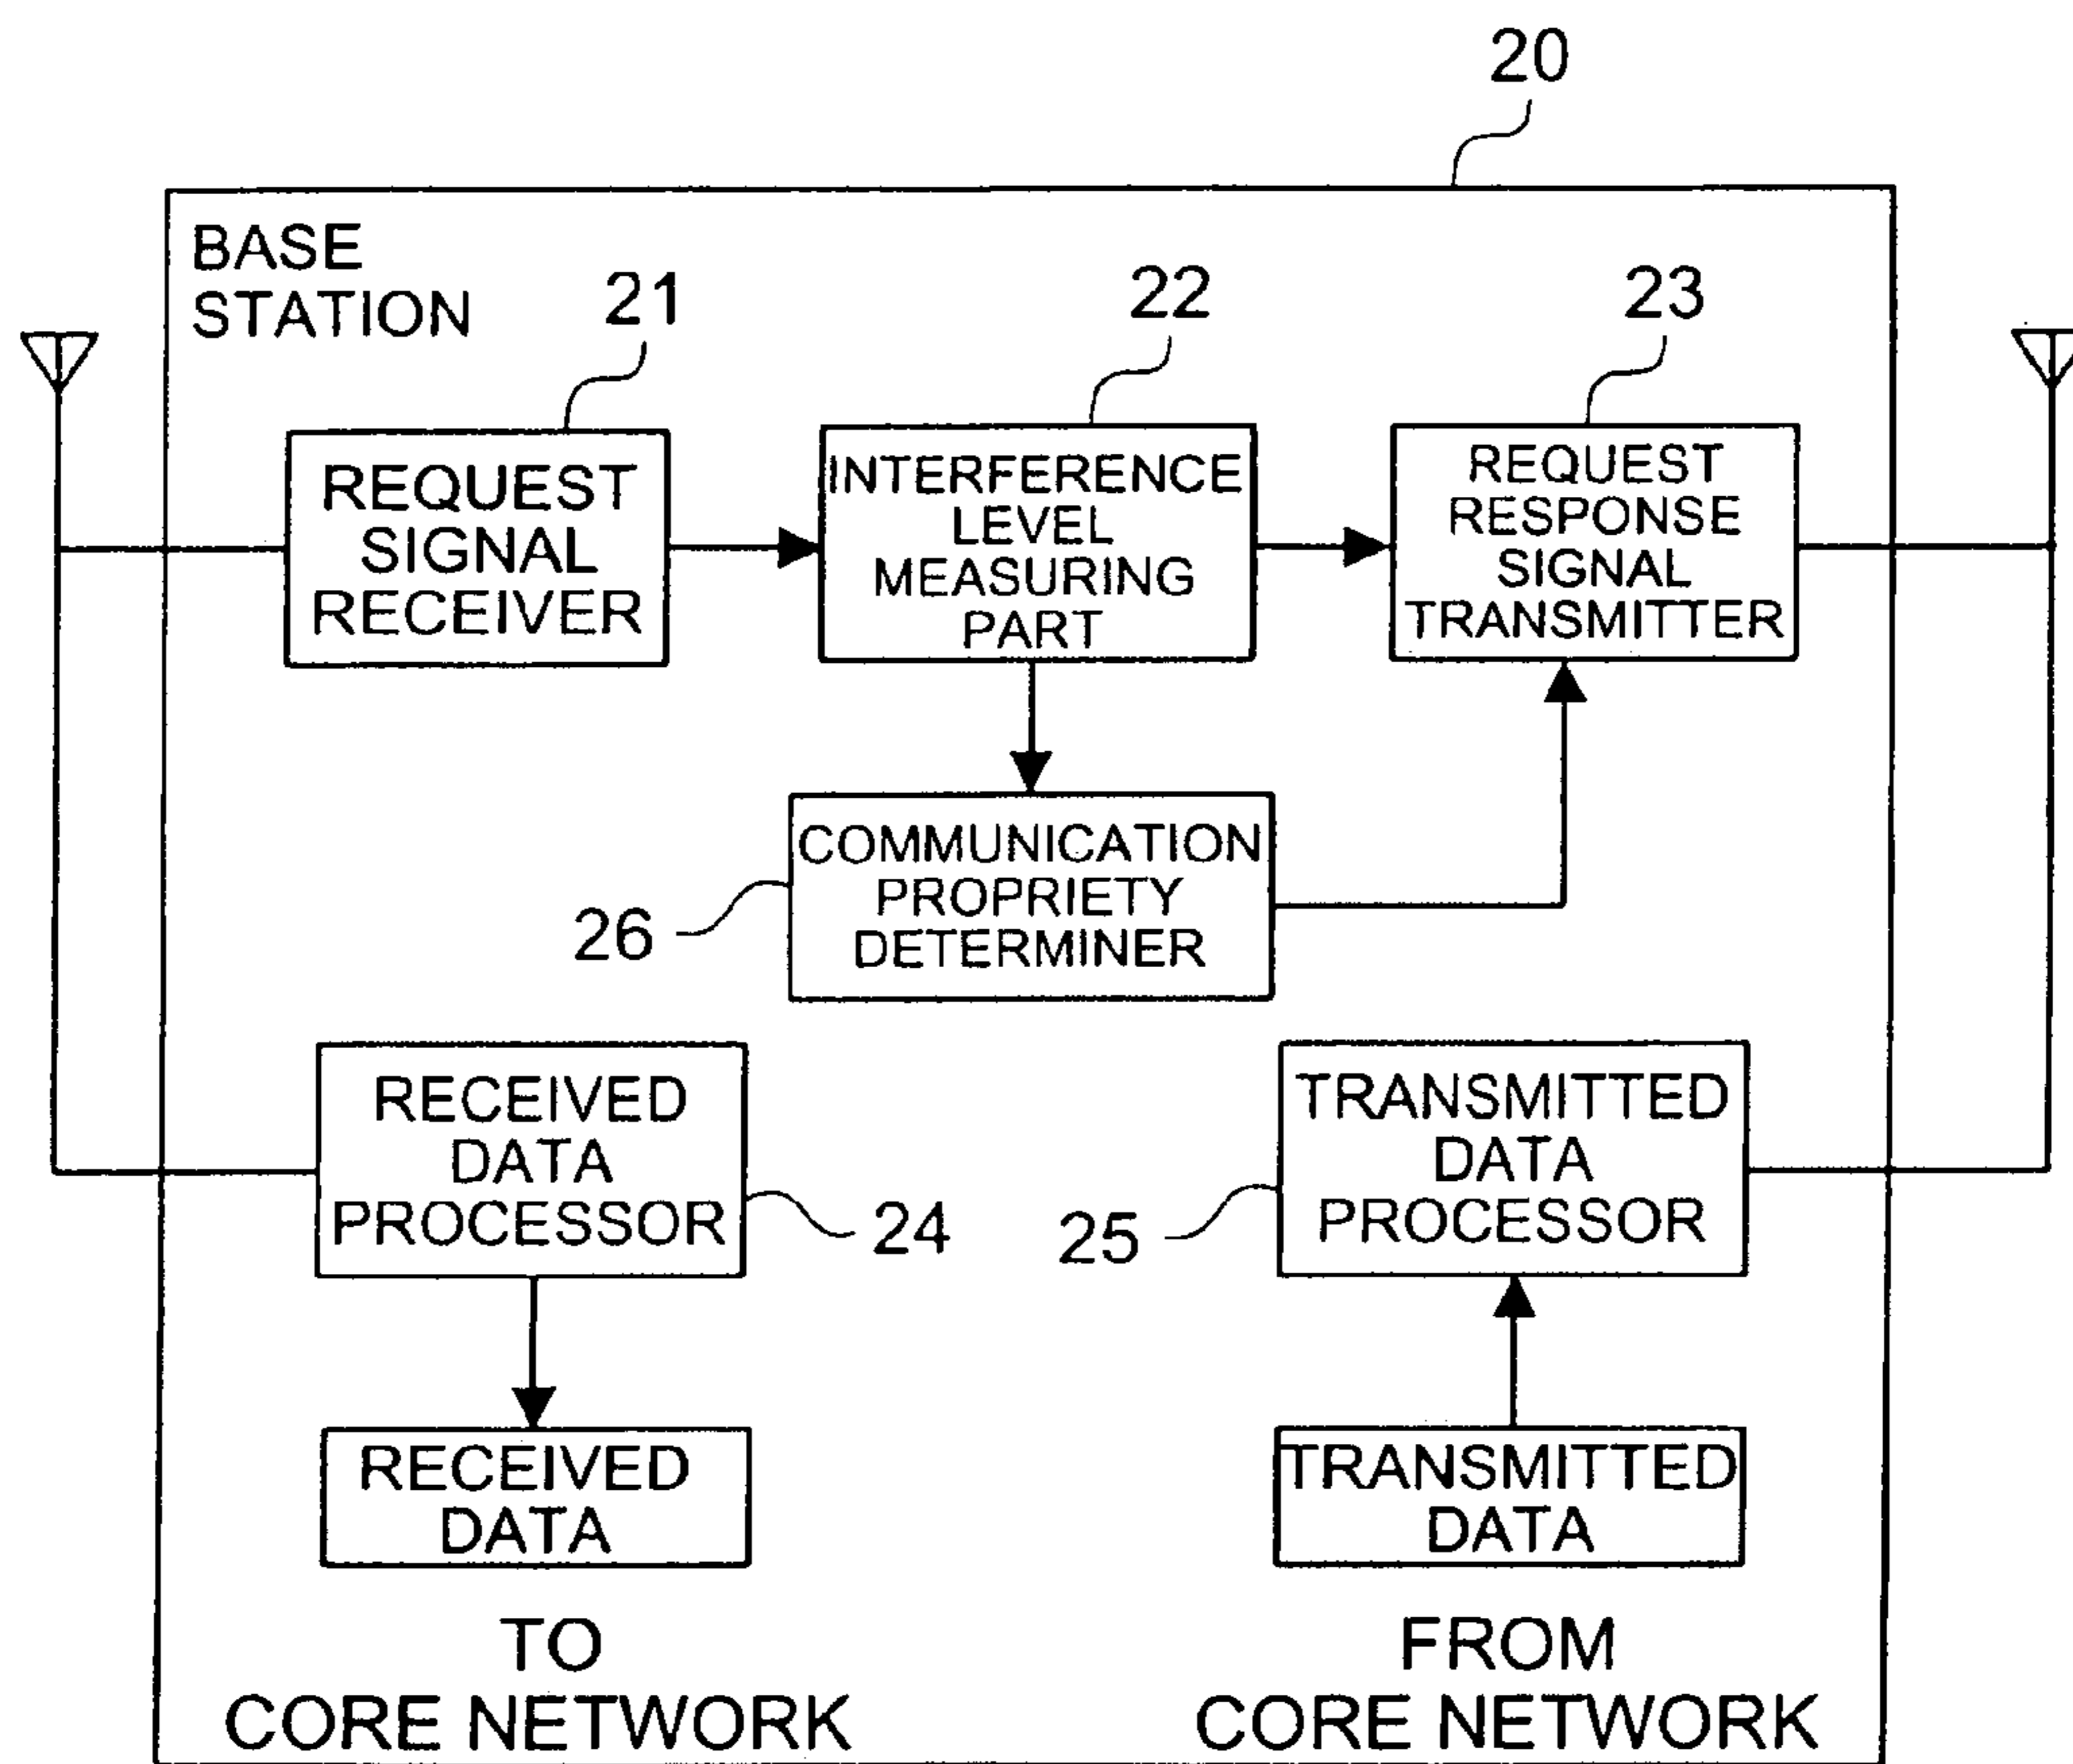 20
BASE
STATION
21
22
23
REQUEST
SIGNAL
RECEIVER
INTERFERENCE
LEVEL
MEASURING
PART
REQUEST
RESPONSE
SIGNAL
TRANSMITTER
COMMUNICATION
PROPRIETY
DETERMINER
26
RECEIVED
DATA
PROCESSOR
24
TRANSMITTED
DATA
PROCESSOR
25
RECEIVED
DATA
TRANSMITTED
DATA
TO
CORE NETWORK
FROM
CORE NETWORK